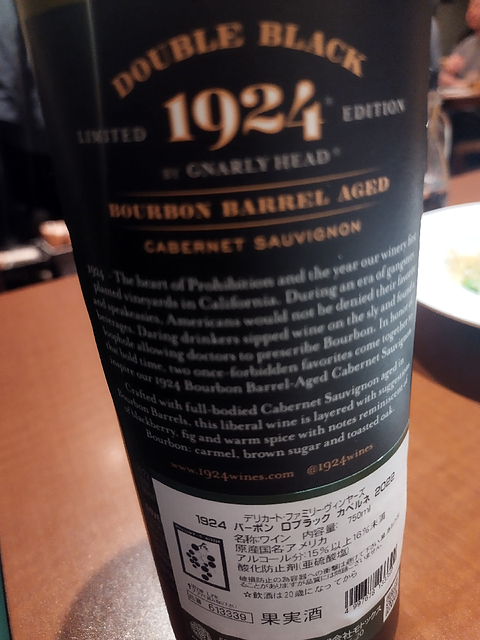 DOUBLE BLACK
LIMITED 1924 EDITION
BY GNARLY HEAD®
BOURBON BARREL AGED
CABERNET SAUVIGNON
1924 - The heart of Prohibition and the year our winery first
planted vineyards in California. During an era of gangsters
and speakeasies, Americans would not be denied their
beverages. Daring drinkers sipped wine on the sly and
loophole allowing doctors to prescribe Bourbon. In
the bold time, two once-forbidden favorites come together
inspire our 1924 Bourbon Barrel-Aged Cabernet Sauvignon
Crafted with full-bodied Cabernet Sauvignon aged in
Bourbon Barrels, this liberal wine is layered with
of blackberry, fig and warm spice with notes reminiscent
Bourbon: carmel, brown sugar and toasted oak.
www.1924wines.com @1924wines
デリカート・ファミリー・ヴィンヤーズ
1924 バーボン ロブラック カベルネ 2022
名称:ワイン 内容量: 750ml
原産国名:アメリカ
アルコール分:15%以上16%未満
酸化防止剤(亜硫酸塩)
☆飲酒は20歳になってから
613339 果実酒